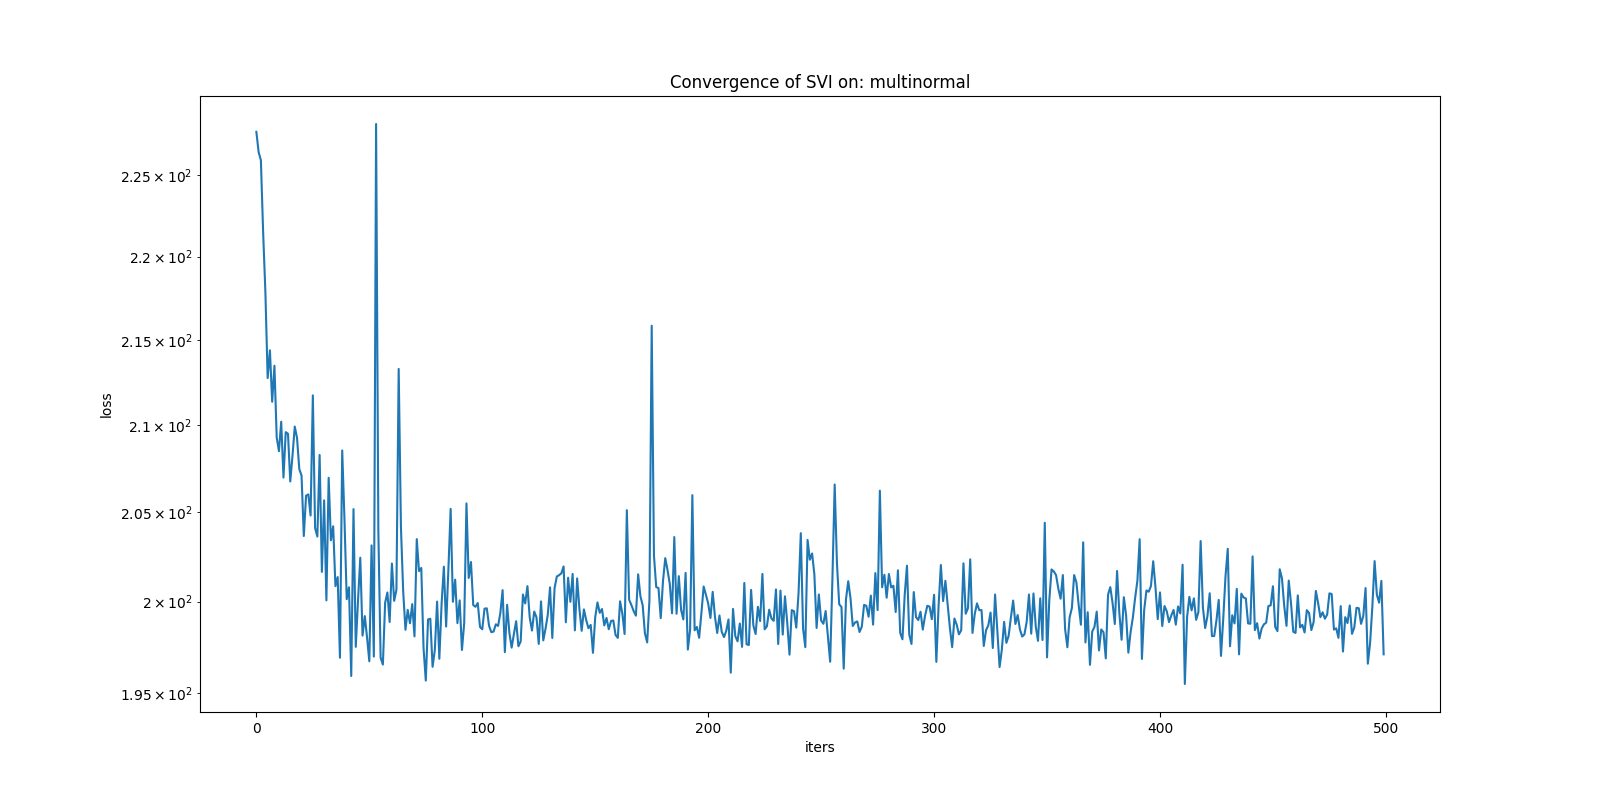 Convergence of SVI on: multinormal
loss
2.25 × 10²
2.2 × 10²
2.15 × 10²
2.1 × 10²
2.05 × 10²
2 × 10²
1.95 × 10²
0 100 200 300 400 500
iters